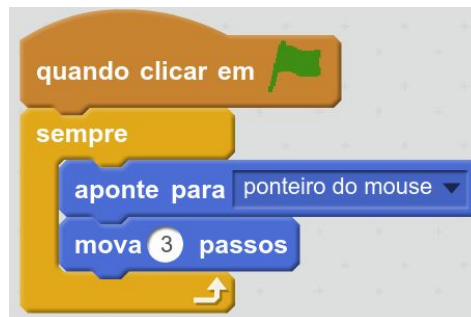 quando clicar em
sempre
aponte para ponteiro do mouse
mova 3 passos